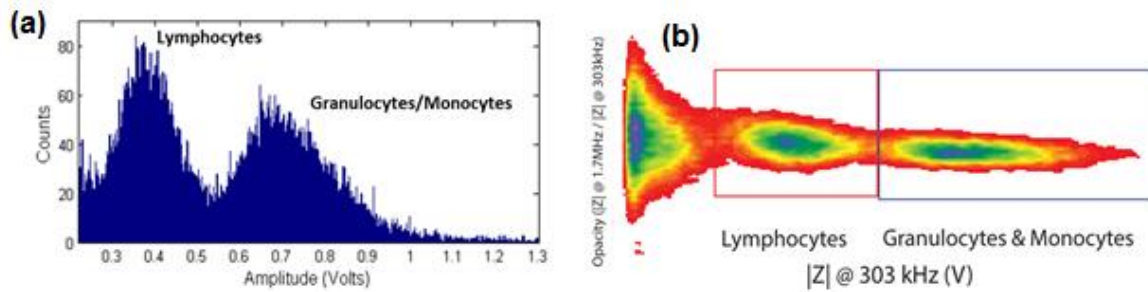 (a)
Lymphocytes
Granulocytes/Monocytes
Counts
80
60
40
20
0
0.3 0.4 0.5 0.6 0.7 0.8 0.9 1 1.1 1.2 1.3
Amplitude (Volts)
(b)
Opacity (|Z| @ 1.7MHz / |Z| @ 303kHz)
Lymphocytes Granulocytes & Monocytes
|Z| @ 303 kHz (V)